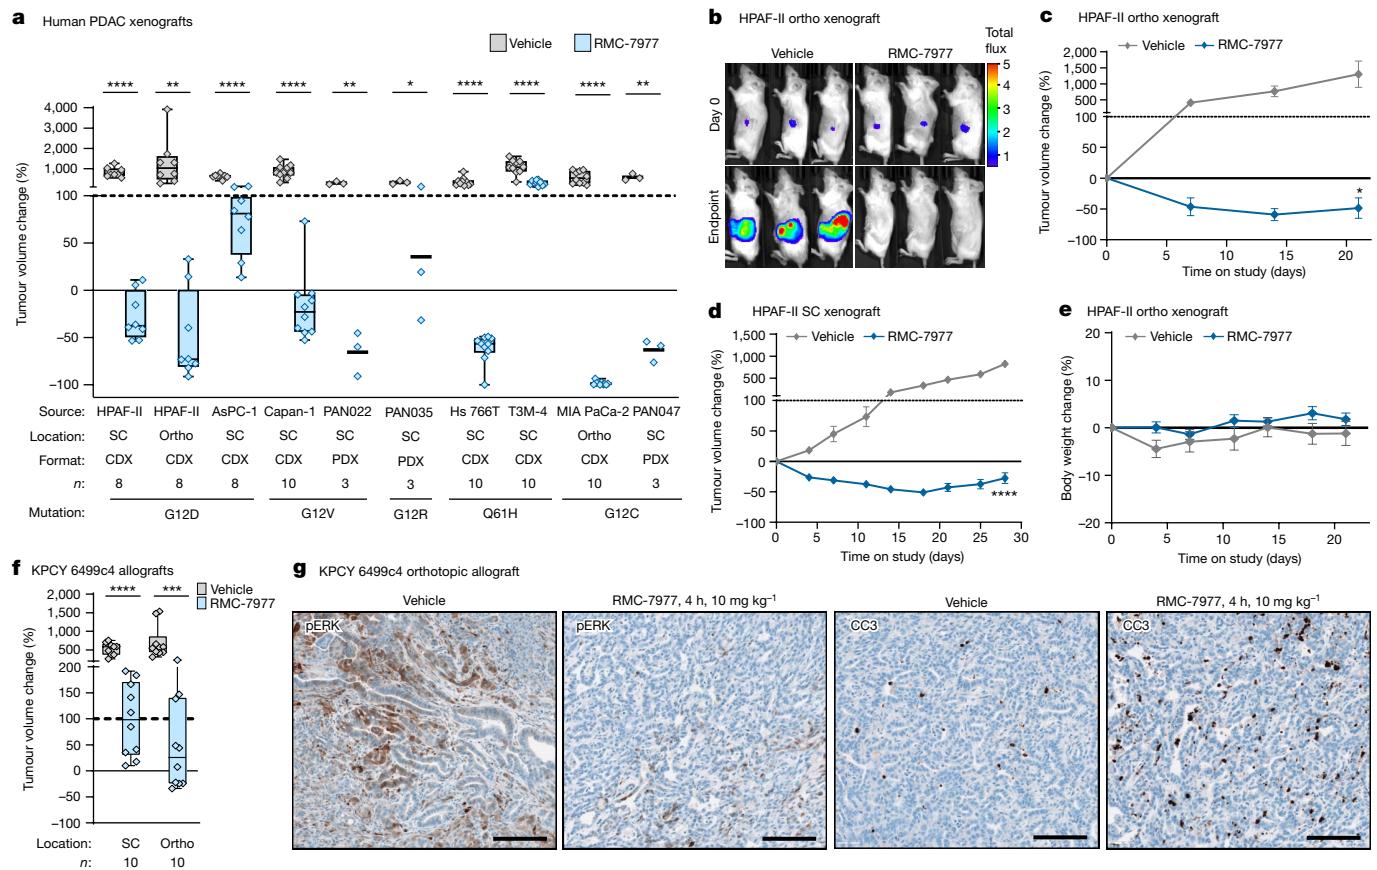 a Human PDAC xenografts
Vehicle RMC-7977
**** ** **** **** ** * **** **** **** **
Tumour volume change (%)
4,000
3,000
2,000
1,000
100
50
0
−50
−100
Source: HPAF-II HPAF-II AsPC-1 Capan-1 PAN022 PAN035 Hs 766T T3M-4 MIA PaCa-2 PAN047
Location: SC Ortho SC SC SC SC SC SC Ortho SC
Format: CDX CDX CDX CDX PDX PDX CDX CDX CDX PDX
n: 8 8 8 10 3 3 10 10 10 3
Mutation: G12D G12V G12R Q61H G12C
b HPAF-II ortho xenograft
Total
flux
Vehicle RMC-7977
Day 0
Endpoint
5
4
3
2
1
c HPAF-II ortho xenograft
Vehicle RMC-7977
Tumour volume change (%)
2,000
1,500
1,000
500
100
50
0
−50
−100
*
0 5 10 15 20
Time on study (days)
d HPAF-II SC xenograft
Vehicle RMC-7977
Tumour volume change (%)
1,500
1,000
500
100
50
0
−50
−100
****
0 5 10 15 20 25 30
Time on study (days)
e HPAF-II ortho xenograft
Vehicle RMC-7977
Body weight change (%)
20
10
0
−10
−20
0 5 10 15 20
Time on study (days)
f KPCY 6499c4 allografts
**** ***
Vehicle
RMC-7977
Tumour volume change (%)
2,000
1,500
1,000
500
200
150
100
50
0
−50
−100
Location: SC Ortho
n: 10 10
g KPCY 6499c4 orthotopic allograft
Vehicle RMC-7977, 4 h, 10 mg kg⁻¹ Vehicle RMC-7977, 4 h, 10 mg kg⁻¹
pERK pERK CC3 CC3